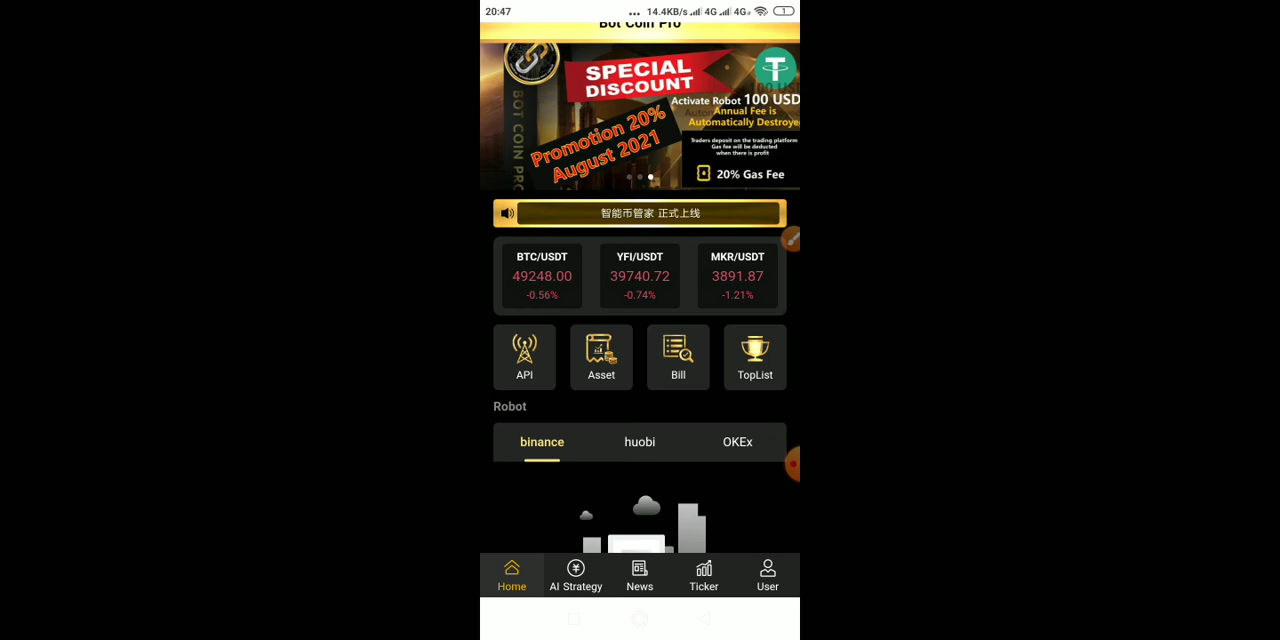 20:47
... 14.4KB/s 4G 4G 1
Bot Coin Pro
SPECIAL
DISCOUNT
Activate Robot 100 USD
Annual Fee is
Automatically Destroye
Promotion 20%
August 2021
Traders deposit on the trading platform
Gas fee will be deducted
when there is profit
20% Gas Fee
BOT COIN PRO
智能币管家 正式上线
BTC/USDT YFI/USDT MKR/USDT
49248.00 39740.72 3891.87
-0.56% -0.74% -1.21%
API Asset Bill TopList
Robot
binance huobi OKEx
Home AI Strategy News Ticker User